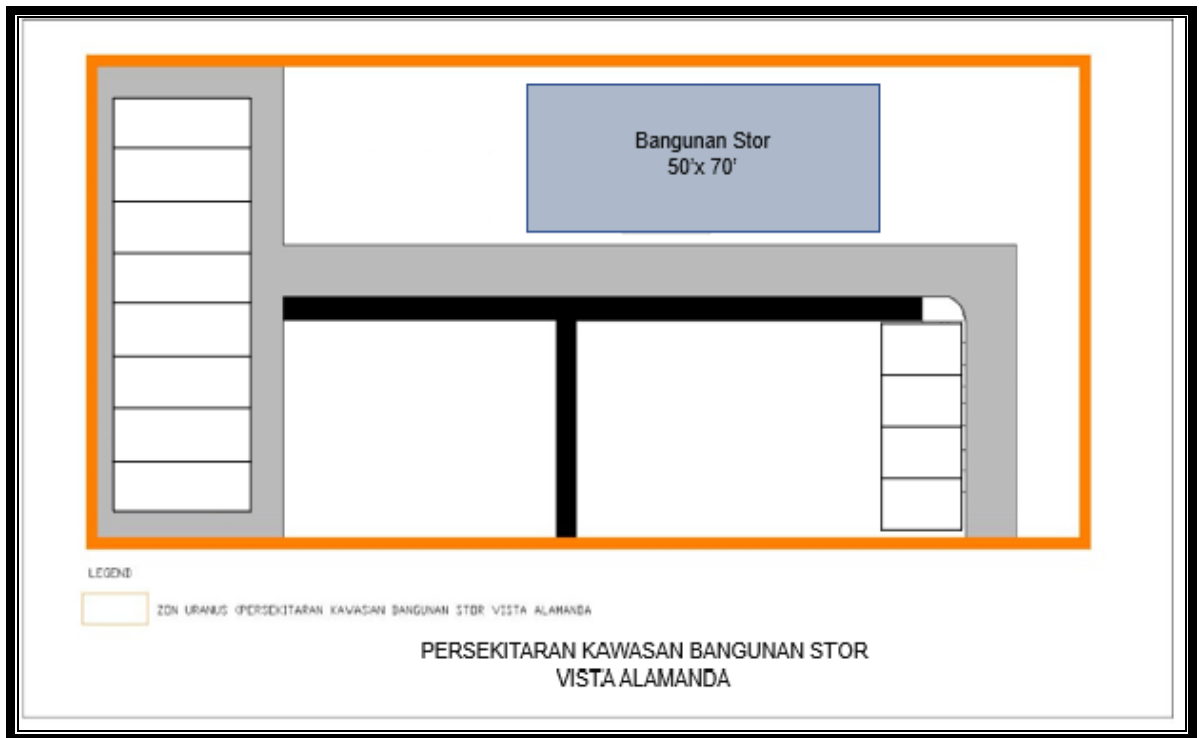 Bangunan Stor
50'x 70'
LEGEND
ZON URANUS (PERSEKITARAN KAWASAN BANGUNAN STOR VISTA ALAMANDA
PERSEKITARAN KAWASAN BANGUNAN STOR
VISTA ALAMANDA